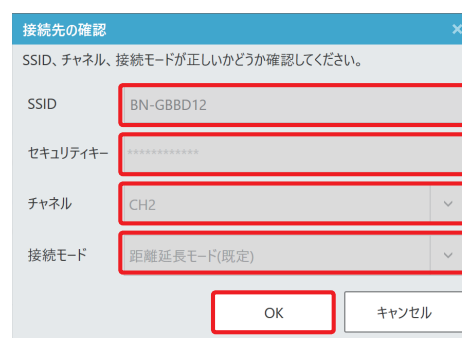 接続先の確認
SSID、チャネル、接続モードが正しいかどうか確認してください。
SSID BN-GBBD12
セキュリティキー ************
チャネル CH2
接続モード 距離延長モード(既定)
OK キャンセル